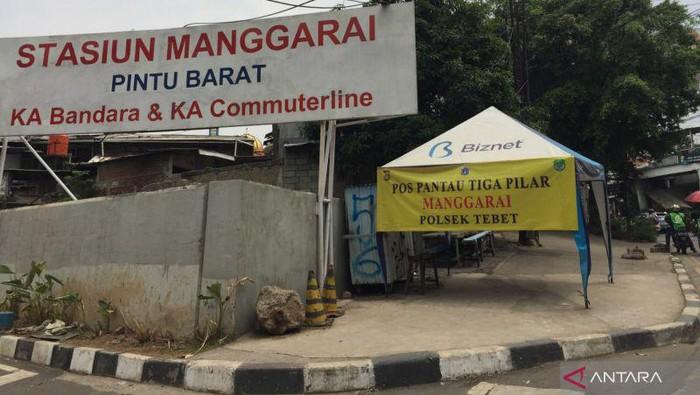 STASIUN MANGGARAI
PINTU BARAT
KA Bandara & KA Commuterline
Biznet
POS PANTAU TIGA PILAR
MANGGARAI
POLSEK TEBET
ANTARA